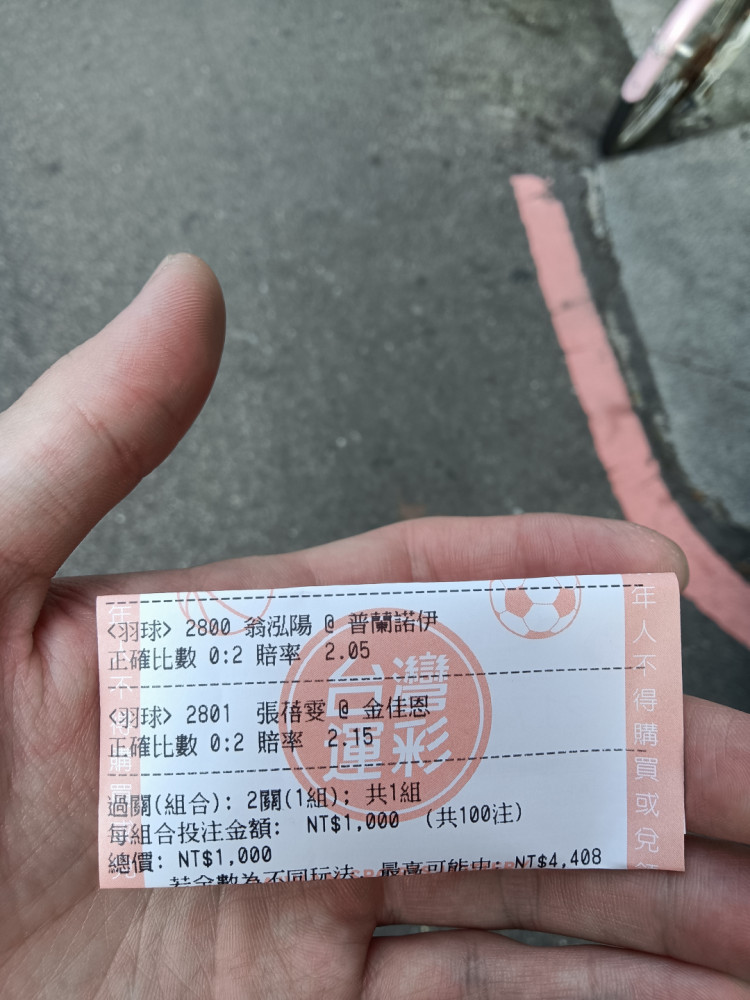 <羽球> 2800 翁泓陽 @ 普蘭諾伊
正確比數 0:2 賠率 2.05
<羽球> 2801 張蓓雯 @ 金佳恩
正確比數 0:2 賠率 2.15
過關(組合): 2關(1組); 共1組
每組合投注金額: NT$1,000 (共100注)
總價: NT$1,000
最高可能中: NT$4,408
台灣
運彩
年人不得購買或兌